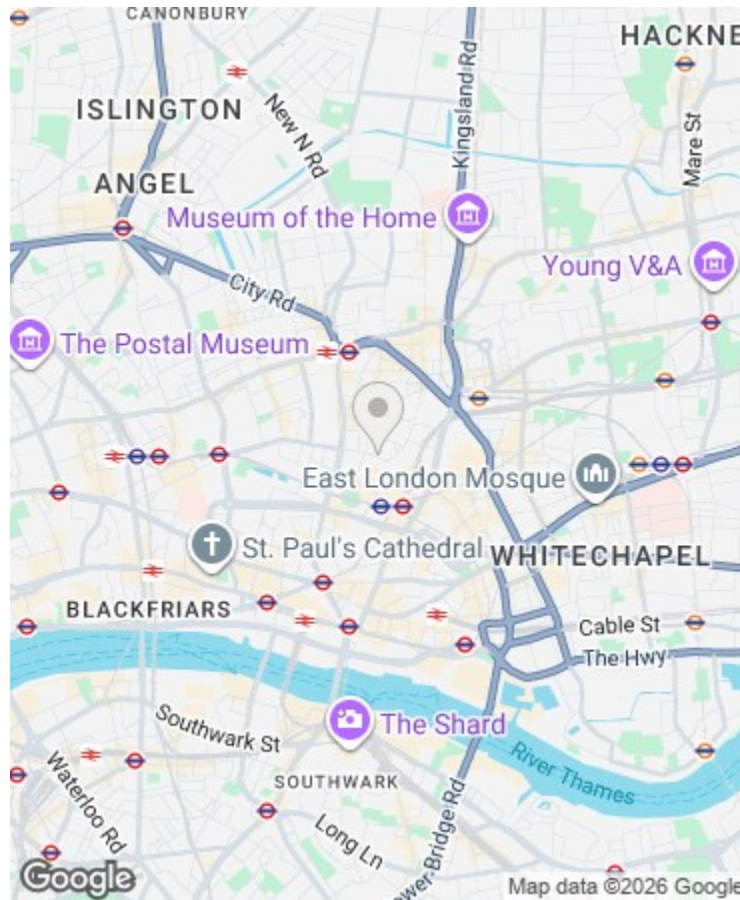 CANONBURY
HACKNE
ISLINGTON
New N Rd
Kingsland Rd
Mare St
ANGEL
Museum of the Home
Young V&A
City Rd
The Postal Museum
East London Mosque
St. Paul's Cathedral
WHITECHAPEL
BLACKFRIARS
Cable St
The Hwy
Southwark St
The Shard
River Thames
Waterloo Rd
SOUTHWARK
Long Ln
ower Bridge Rd
Google
Map data ©2026 Google